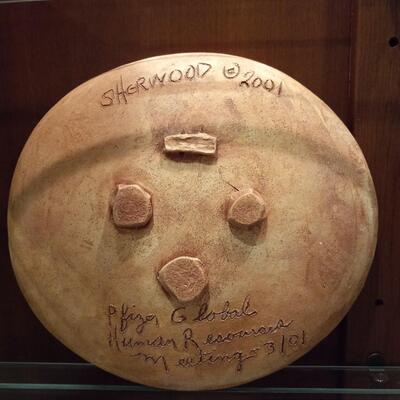 SHERWOOD © 2001
Pfizer Global
Human Resources
Meeting 3/01